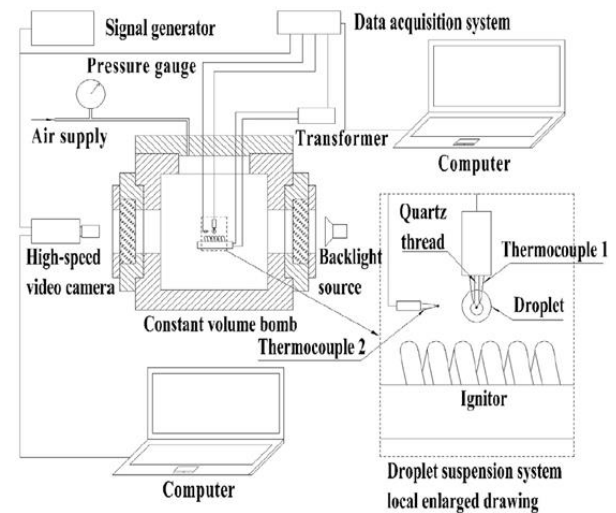 Signal generator
Data acquisition system
Pressure gauge
Air supply
Transformer
Computer
High-speed
video camera
Backlight
source
Constant volume bomb
Thermocouple 2
Quartz
thread
Thermocouple 1
Droplet
Ignitor
Computer
Droplet suspension system
local enlarged drawing